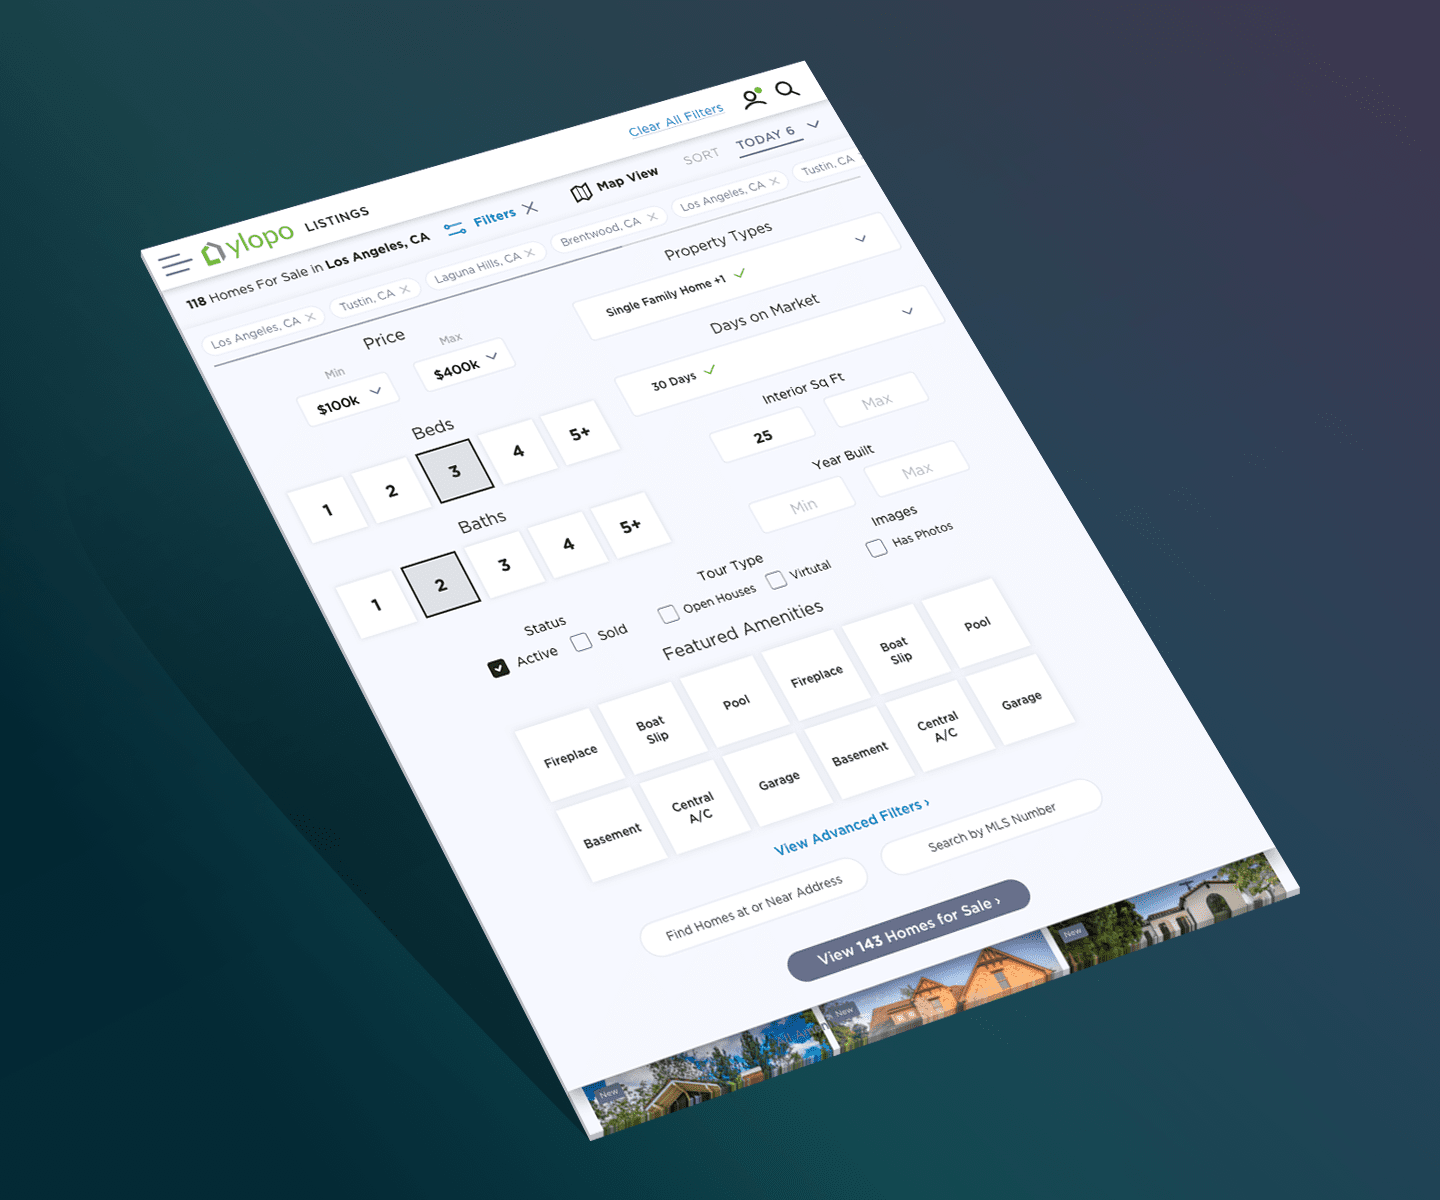 Clear All Filters
ylopo LISTINGS
118 Homes For Sale in Los Angeles, CA
Filters
Map View
SORT
TODAY 6
Los Angeles, CA
Tustin, CA
Laguna Hills, CA
Brentwood, CA
Los Angeles, CA
Tustin, CA
Price
Min
Max
$100k
$400k
Beds
1
2
3
4
5+
Baths
1
2
3
4
5+
Property Types
Single Family Home +1
Days on Market
30 Days
Interior Sq Ft
25
Max
Year Built
Min
Max
Status
Active
Sold
Tour Type
Open Houses
Virtutal
Images
Has Photos
Featured Amenities
Fireplace
Boat
Slip
Pool
Fireplace
Boat
Slip
Pool
Basement
Central
A/C
Garage
Basement
Central
A/C
Garage
View Advanced Filters ›
Find Homes at or Near Address
Search by MLS Number
View 143 Homes for Sale ›
New
New
New